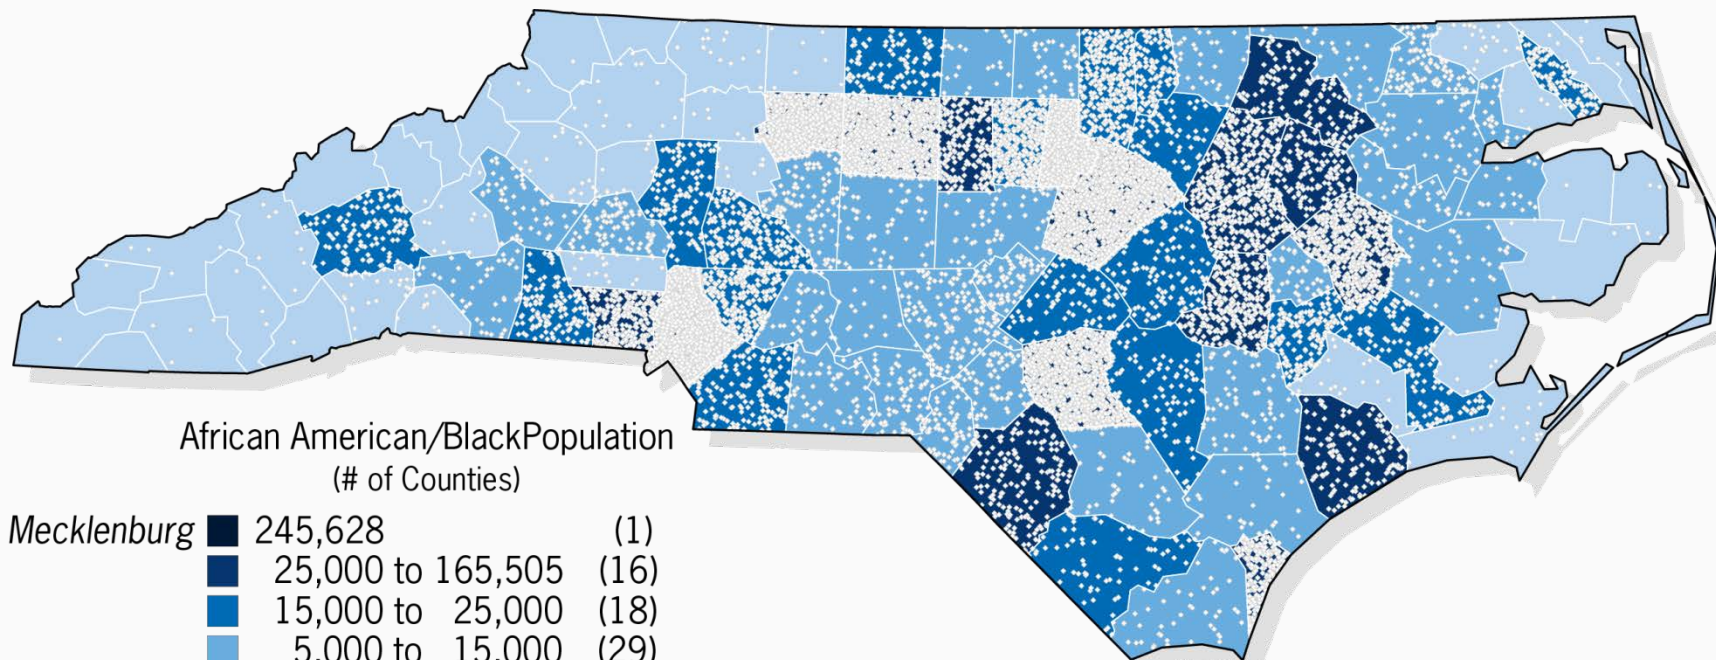 African American/BlackPopulation
(# of Counties)
Mecklenburg 245,628 (1)
25,000 to 165,505 (16)
15,000 to 25,000 (18)
5,000 to 15,000 (29)